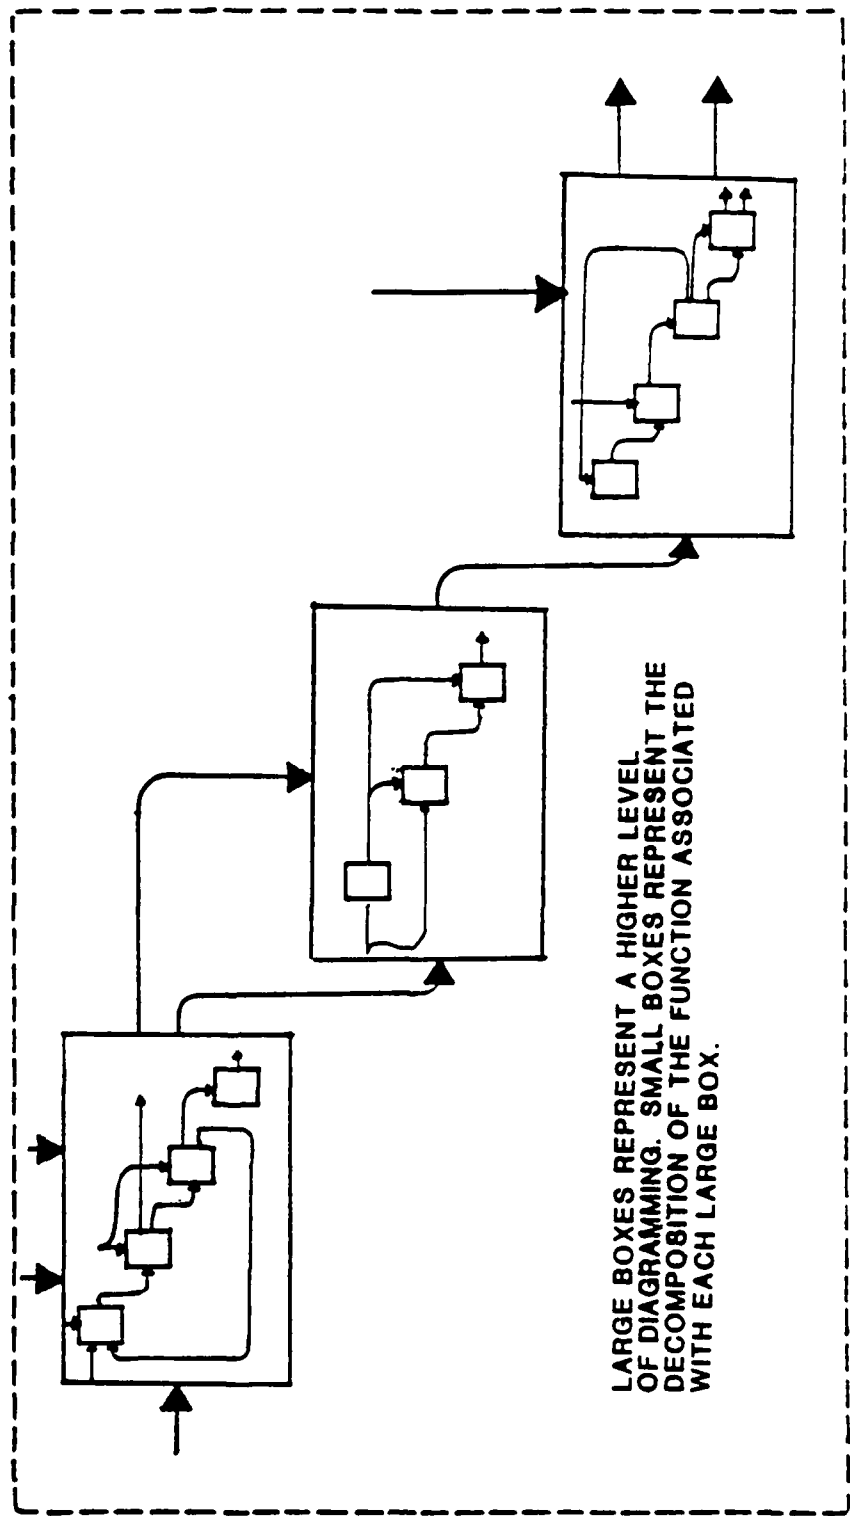 LARGE BOXES REPRESENT A HIGHER LEVEL
OF DIAGRAMMING. SMALL BOXES REPRESENT THE
DECOMPOSITION OF THE FUNCTION ASSOCIATED
WITH EACH LARGE BOX.